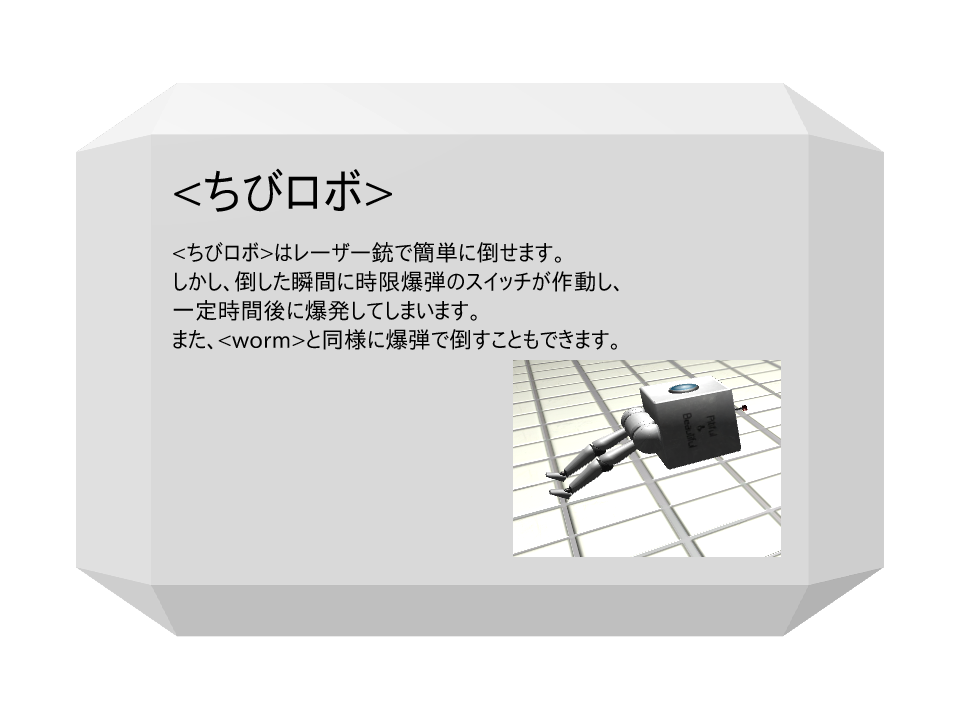 <ちびロボ>
<ちびロボ>はレーザー銃で簡単に倒せます。
しかし、倒した瞬間に時限爆弾のスイッチが作動し、
一定時間後に爆発してしまいます。
また、<worm>と同様に爆弾で倒すこともできます。
&
Beautiful